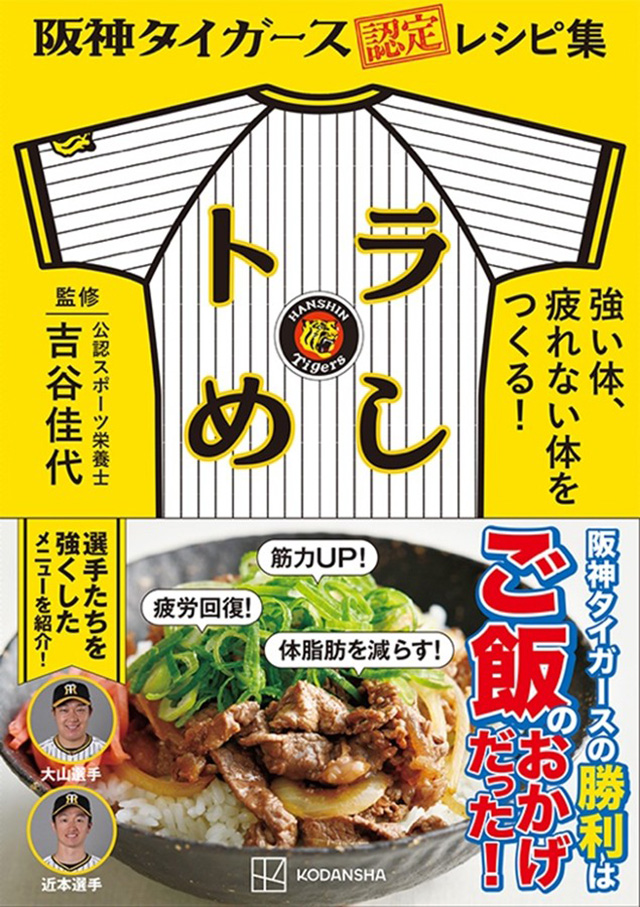 阪神タイガース認定レシピ集
トラ
めし
HANSHIN
Tigers
強い体、
疲れない体を
つくる！
監修
公認スポーツ栄養士
吉谷佳代
選手たちを
強くした
メニューを紹介！
筋力UP！
疲労回復！
体脂肪を減らす！
阪神タイガースの勝利は
ご飯のおかげ
だった！
大山選手
近本選手
KODANSHA